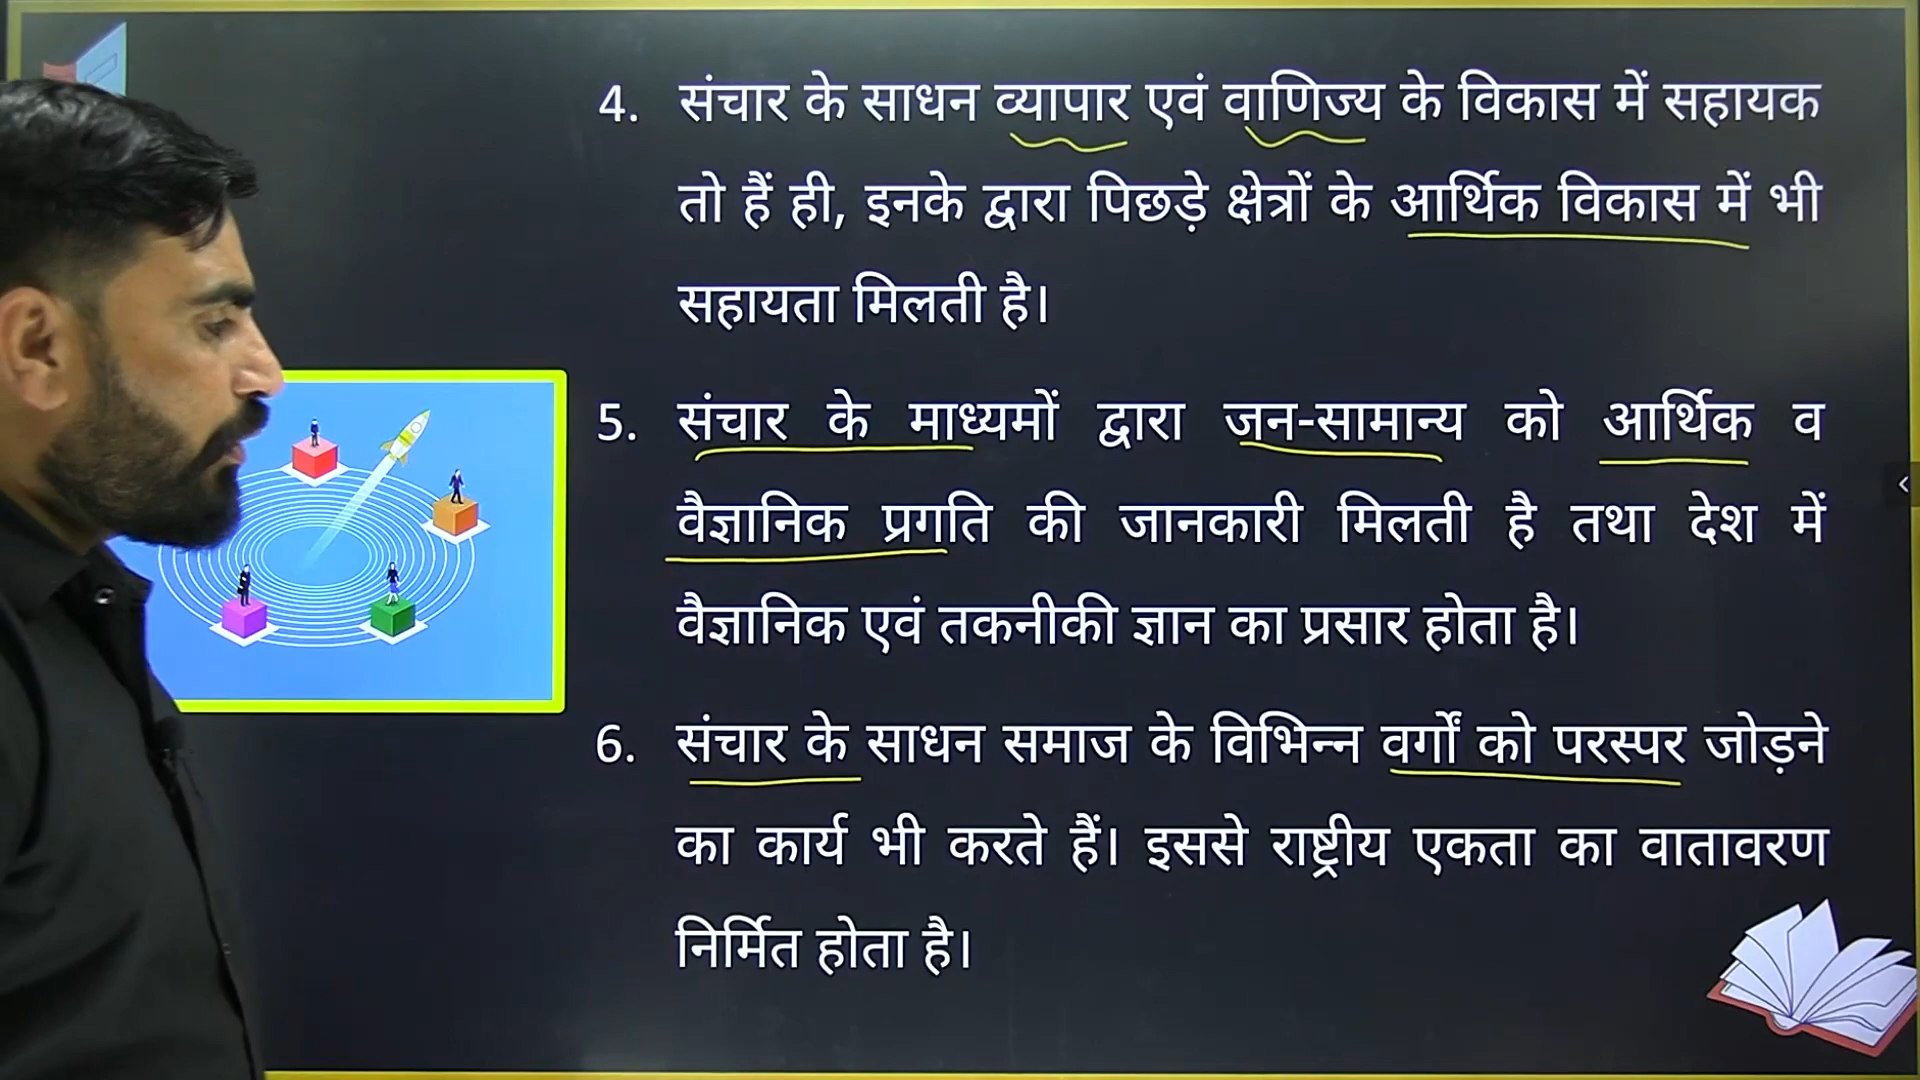 4. संचार के साधन व्यापार एवं वाणिज्य के विकास में सहायक
तो हैं ही, इनके द्वारा पिछड़े क्षेत्रों के आर्थिक विकास में भी
सहायता मिलती है।
5. संचार के माध्यमों द्वारा जन-सामान्य को आर्थिक व
वैज्ञानिक प्रगति की जानकारी मिलती है तथा देश में
वैज्ञानिक एवं तकनीकी ज्ञान का प्रसार होता है।
6. संचार के साधन समाज के विभिन्न वर्गों को परस्पर जोड़ने
का कार्य भी करते हैं। इससे राष्ट्रीय एकता का वातावरण
निर्मित होता है।